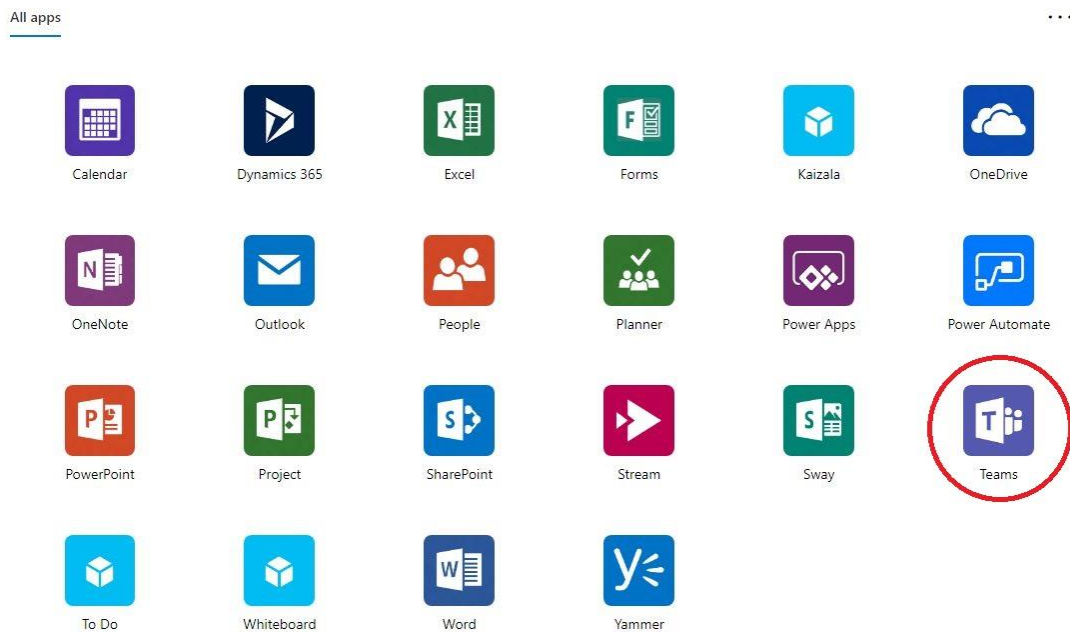 All apps
Calendar Dynamics 365 Excel Forms Kaizala OneDrive
OneNote Outlook People Planner Power Apps Power Automate
PowerPoint Project SharePoint Stream Sway Teams
To Do Whiteboard Word Yammer